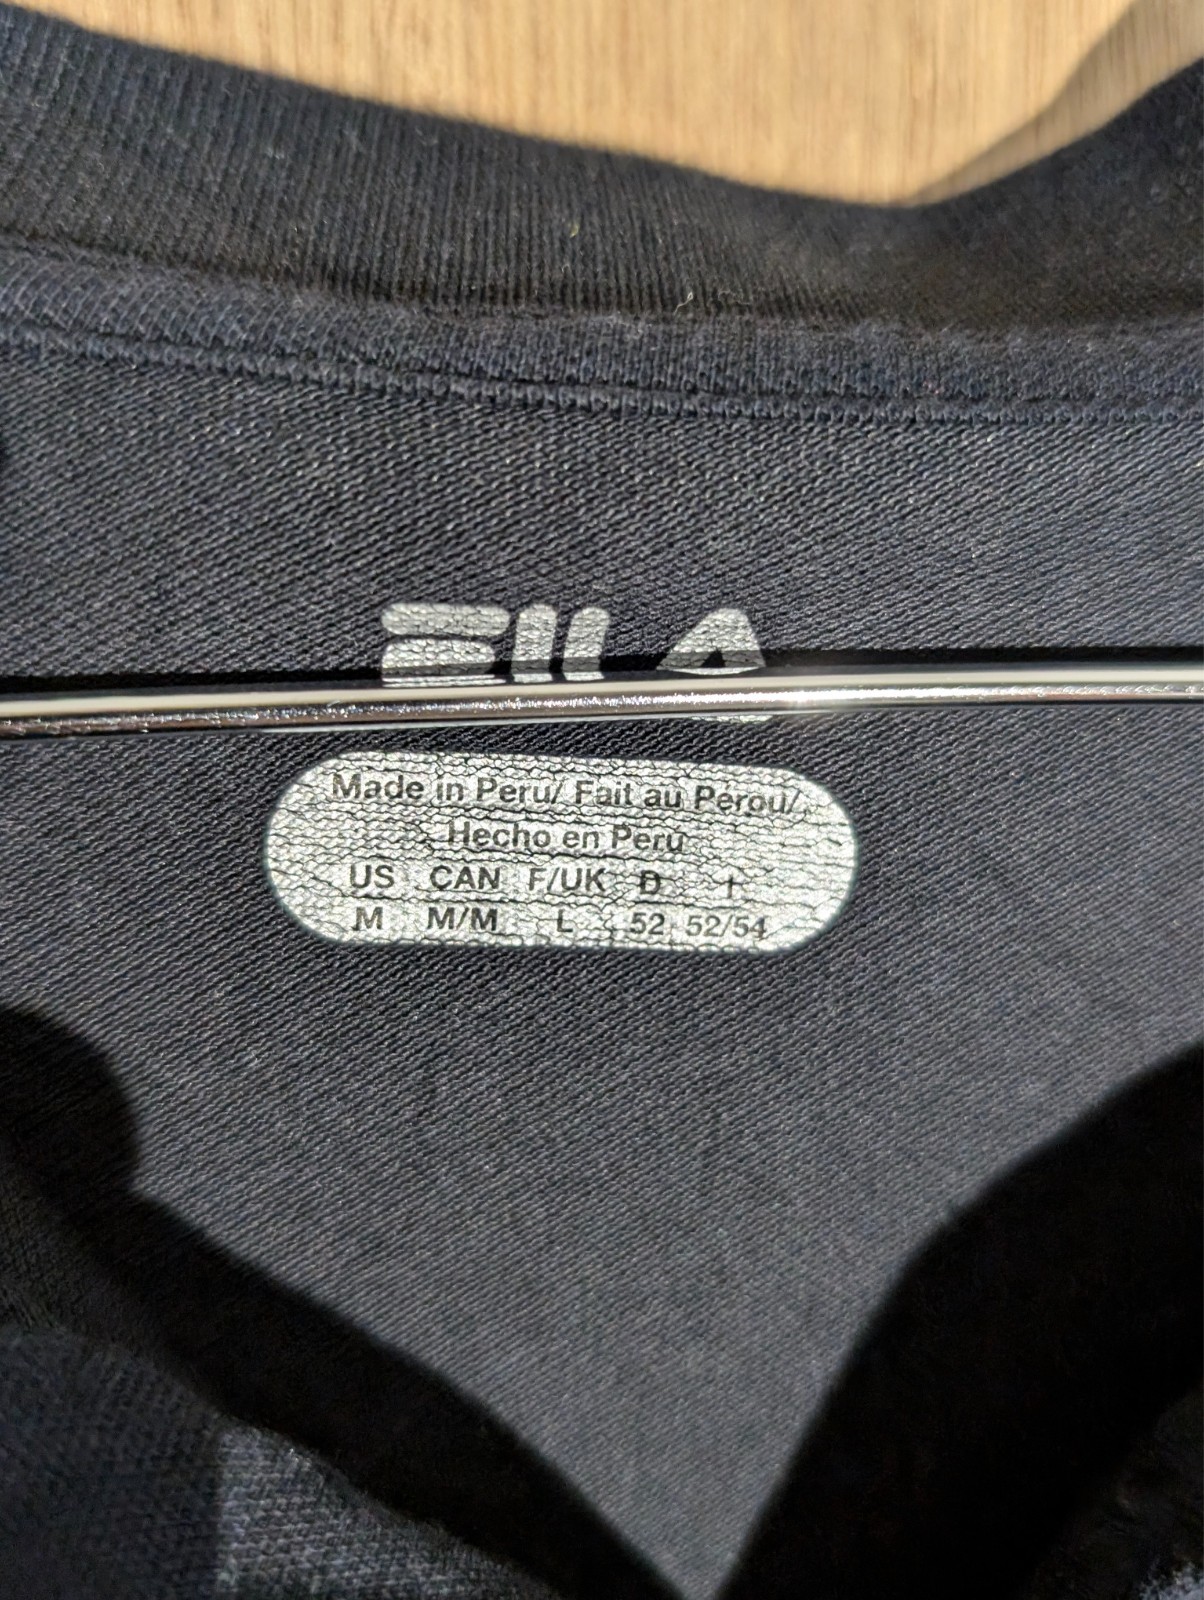 FILA
Made in Peru/ Fait au Pérou/
Hecho en Perú
US CAN F/UK D I
M M/M L 52 52/54